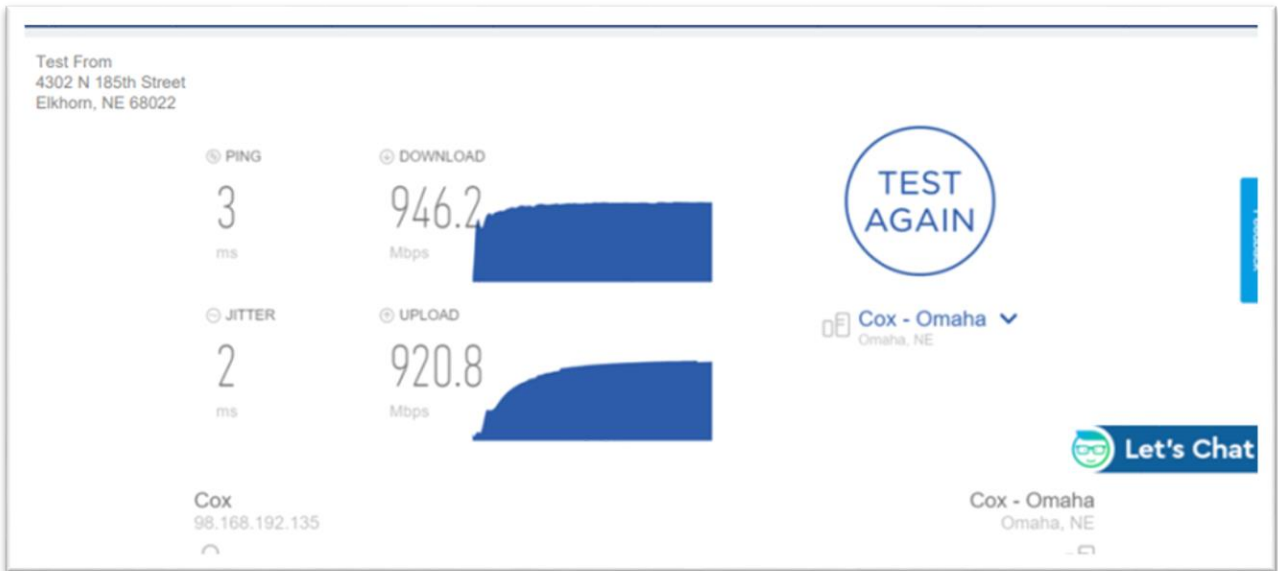 Test From
4302 N 185th Street
Elkhorn, NE 68022
PING
3
ms
DOWNLOAD
946.2
Mbps
TEST
AGAIN
JITTER
2
ms
UPLOAD
920.8
Mbps
Cox - Omaha
Omaha, NE
Let's Chat
Cox
98.168.192.135
Cox - Omaha
Omaha, NE